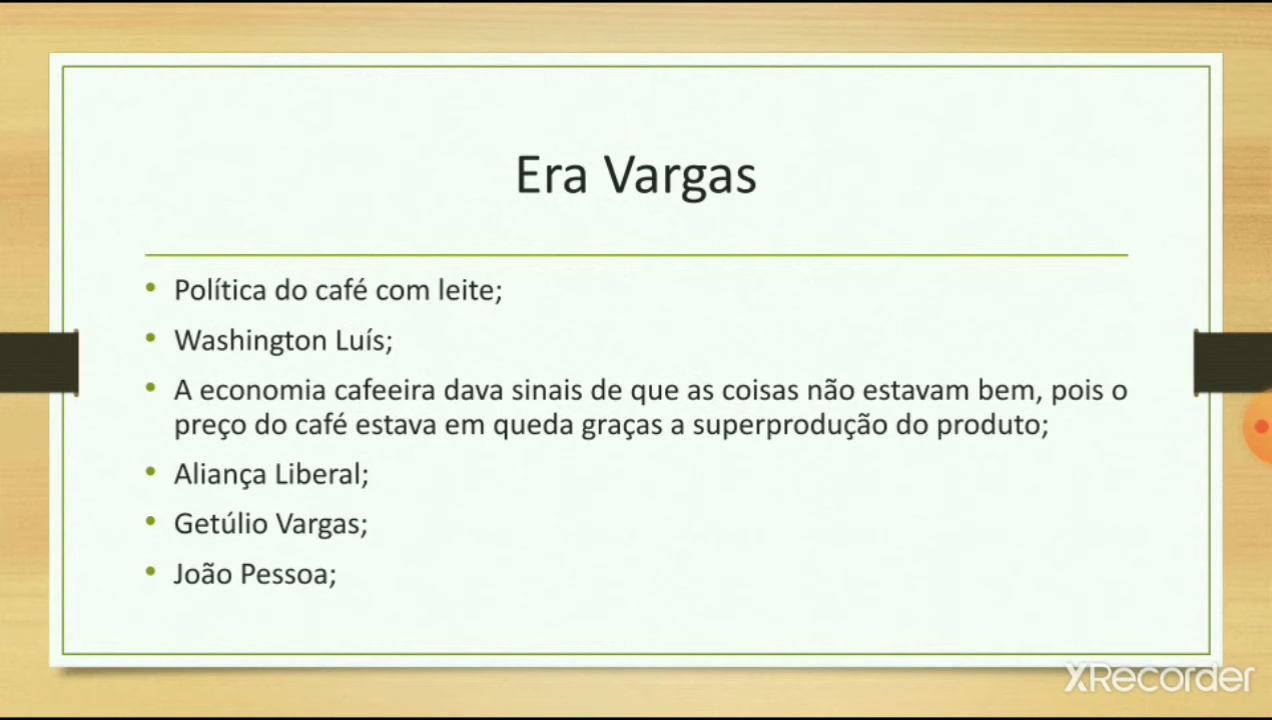 Era Vargas
• Política do café com leite;
• Washington Luís;
• A economia cafeeira dava sinais de que as coisas não estavam bem, pois o
preço do café estava em queda graças a superprodução do produto;
• Aliança Liberal;
• Getúlio Vargas;
• João Pessoa;
XRecorder